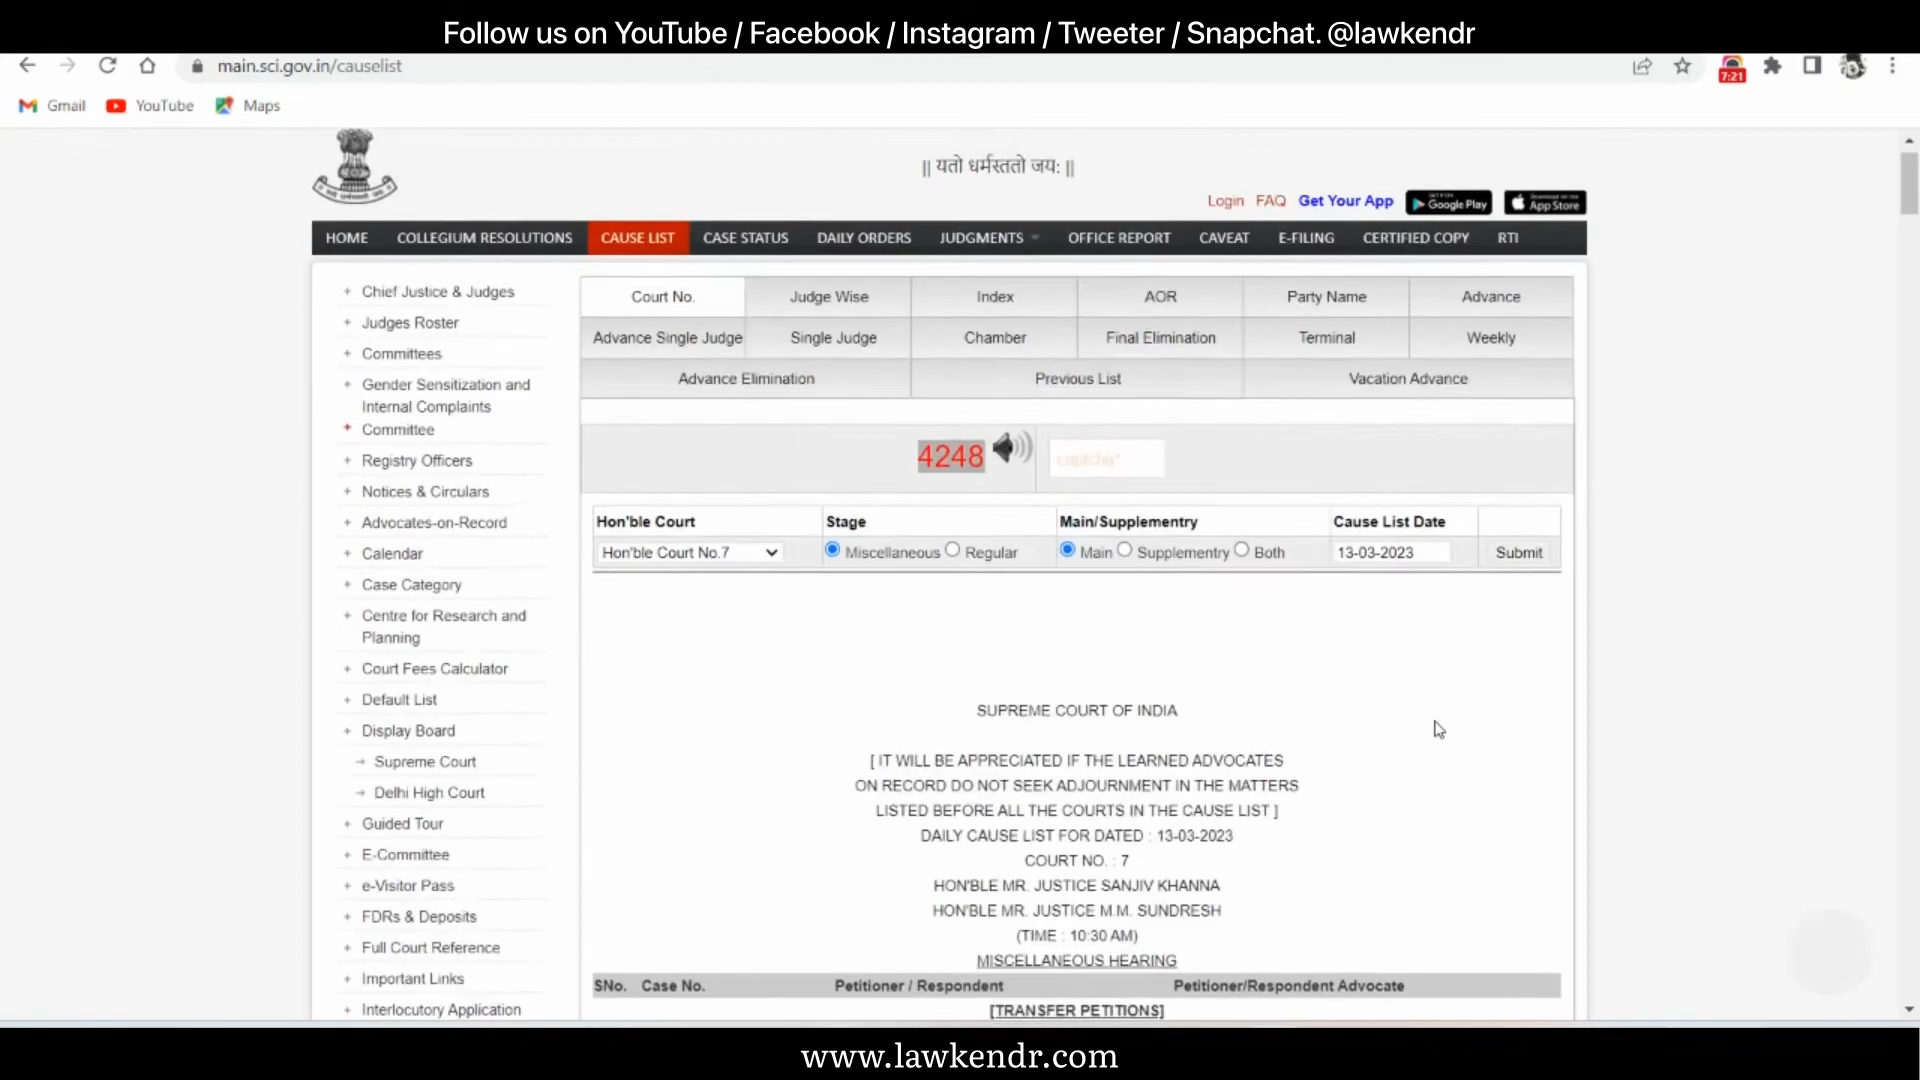 Follow us on YouTube / Facebook / Instagram / Tweeter / Snapchat. @lawkendr
main.sci.gov.in/causelist
7:21
Gmail YouTube Maps
|| यतो धर्मस्ततो जय: ||
Login FAQ Get Your App Google Play App Store
HOME COLLEGIUM RESOLUTIONS CAUSE LIST CASE STATUS DAILY ORDERS JUDGMENTS OFFICE REPORT CAVEAT E-FILING CERTIFIED COPY RTI
Chief Justice & Judges
Judges Roster
Committees
Gender Sensitization and
Internal Complaints
Committee
Registry Officers
Notices & Circulars
Advocates-on-Record
Calendar
Case Category
Centre for Research and
Planning
Court Fees Calculator
Default List
Display Board
Supreme Court
Delhi High Court
Guided Tour
E-Committee
e-Visitor Pass
FDRs & Deposits
Full Court Reference
Important Links
Interlocutory Application
Court No. Judge Wise Index AOR Party Name Advance
Advance Single Judge Single Judge Chamber Final Elimination Terminal Weekly
Advance Elimination Previous List Vacation Advance
4248 captcha*
Hon'ble Court Stage Main/Supplementry Cause List Date
Hon'ble Court No.7 Miscellaneous Regular Main Supplementry Both 13-03-2023 Submit
SUPREME COURT OF INDIA
[ IT WILL BE APPRECIATED IF THE LEARNED ADVOCATES
ON RECORD DO NOT SEEK ADJOURNMENT IN THE MATTERS
LISTED BEFORE ALL THE COURTS IN THE CAUSE LIST ]
DAILY CAUSE LIST FOR DATED : 13-03-2023
COURT NO. : 7
HON'BLE MR. JUSTICE SANJIV KHANNA
HON'BLE MR. JUSTICE M.M. SUNDRESH
(TIME : 10:30 AM)
MISCELLANEOUS HEARING
SNo. Case No. Petitioner / Respondent Petitioner/Respondent Advocate
[TRANSFER PETITIONS]
www.lawkendr.com